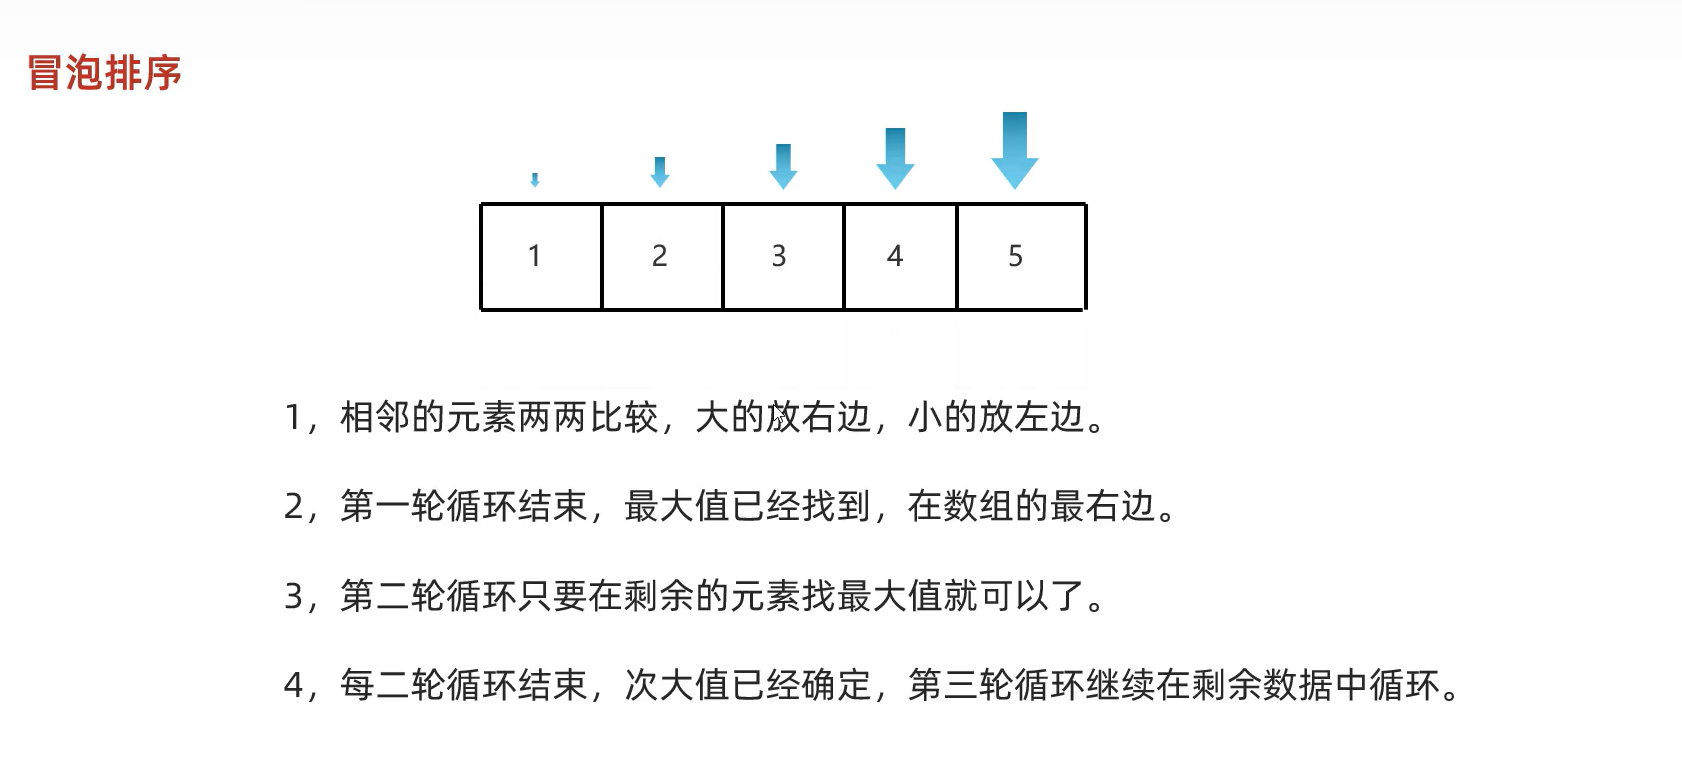 冒泡排序
1 2 3 4 5
1，相邻的元素两两比较，大的放右边，小的放左边。
2，第一轮循环结束，最大值已经找到，在数组的最右边。
3，第二轮循环只要在剩余的元素找最大值就可以了。
4，每二轮循环结束，次大值已经确定，第三轮循环继续在剩余数据中循环。